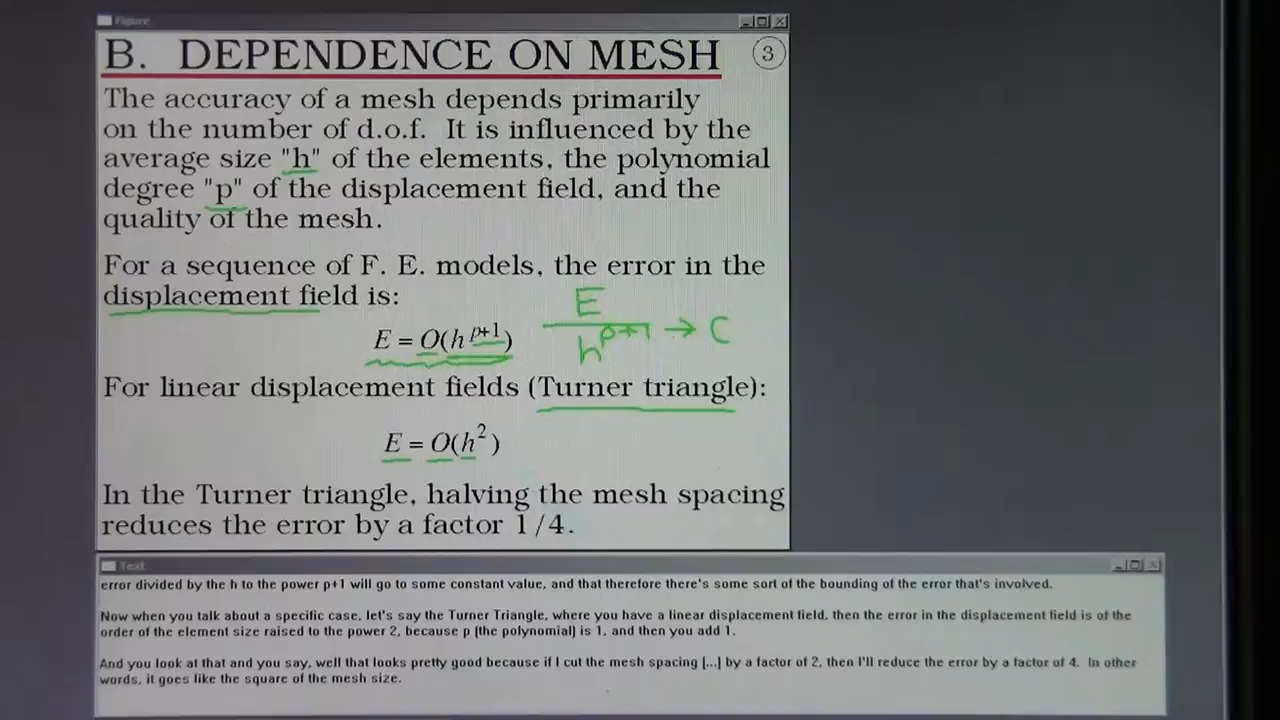 Figure
B. DEPENDENCE ON MESH
3
The accuracy of a mesh depends primarily
on the number of d.o.f. It is influenced by the
average size "h" of the elements, the polynomial
degree "p" of the displacement field, and the
quality of the mesh.
For a sequence of F. E. models, the error in the
displacement field is:
E = O(h^{p+1})
E / h^{p+1} → C
For linear displacement fields (Turner triangle):
E = O(h²)
In the Turner triangle, halving the mesh spacing
reduces the error by a factor 1/4.
Text
error divided by the h to the power p+1 will go to some constant value, and that therefore there's some sort of the bounding of the error that's involved.
Now when you talk about a specific case, let's say the Turner Triangle, where you have a linear displacement field, then the error in the displacement field is of the
order of the element size raised to the power 2, because p [the polynomial] is 1, and then you add 1.
And you look at that and you say, well that looks pretty good because if I cut the mesh spacing [...] by a factor of 2, then I'll reduce the error by a factor of 4. In other
words, it goes like the square of the mesh size.